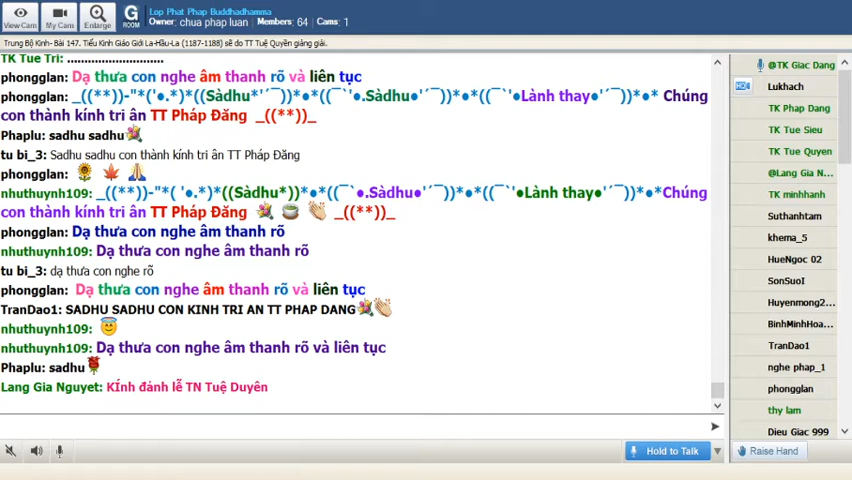 Lop Phat Phap Buddhadhamma
Owner: chua phap luan Members: 64 Cams: 1
View Cam My Cam Enlarge G ROOM
Trung Bộ Kinh- Bài 147. Tiểu Kinh Giáo Giới La-Hầu-La (1187-1188) sẽ do TT Tuệ Quyền giảng giải.
TK Tue Tri: .......................
phongglan: Dạ thưa con nghe âm thanh rõ và liên tục
phongglan: _((**))-"*('●.*)*((Sàdhu*'´¯))*●*((¯`'●.Sàdhu●'´¯))*●*((¯`'●Lành thay●'´¯))*●* Chúng
con thành kính tri ân TT Pháp Đăng _((**))_
Phaplu: sadhu sadhu
tu bi_3: Sadhu sadhu con thành kính tri ân TT Pháp Đăng
phongglan:
nhuthuynh109: _((**))-"*( '●.*)*((Sàdhu*))*●*((¯`●.Sàdhu●'´¯))*●*((¯`'●Lành thay●'´¯))*●*Chúng
con thành kính tri ân TT Pháp Đăng _((**))_
phongglan: Dạ thưa con nghe âm thanh rõ
nhuthuynh109: Dạ thưa con nghe âm thanh rõ
tu bi_3: dạ thưa con nghe rõ
phongglan: Dạ thưa con nghe âm thanh rõ và liên tục
TranDao1: SADHU SADHU CON KINH TRI AN TT PHAP DANG
nhuthuynh109:
nhuthuynh109: Dạ thưa con nghe âm thanh rõ và liên tục
Phaplu: sadhu
Lang Gia Nguyet: KÍnh đảnh lễ TN Tuệ Duyên
@TK Giac Dang
Lukhach
TK Phap Dang
TK Tue Sieu
TK Tue Quyen
@Lang Gia N...
TK minhhanh
Suthanhtam
khema_5
HueNgoc 02
SonSuoI
Huyenmong2...
BinhMinhHoa...
TranDao1
nghe phap_1
phongglan
thy lam
Dieu Giac 999
Hold to Talk
Raise Hand